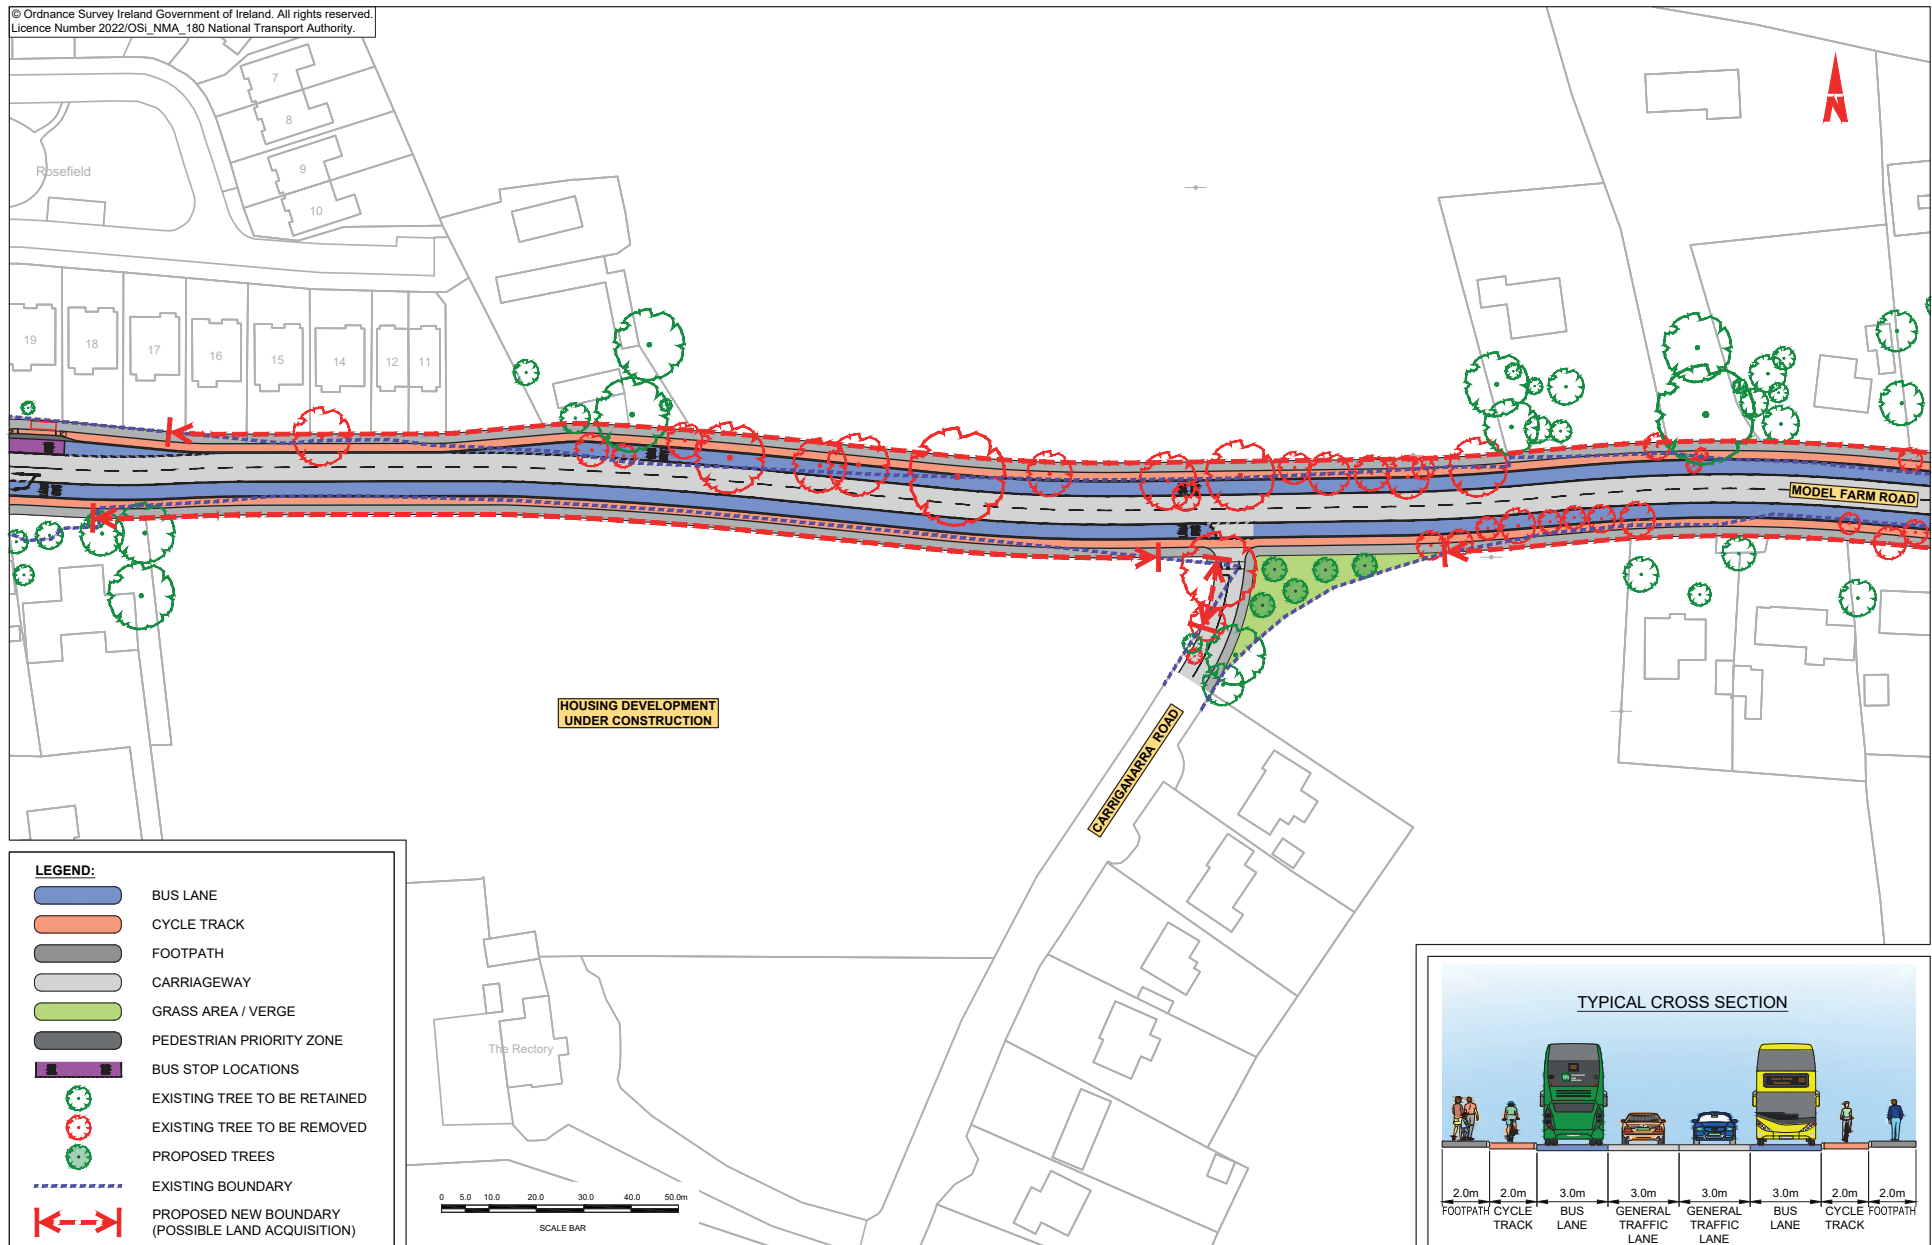 © Ordnance Survey Ireland Government of Ireland. All rights reserved.
Licence Number 2022/OSi_NMA_180 National Transport Authority.
7
8
9
10
Rosefield
19
18
17
16
15
14
12
11
N
MODEL FARM ROAD
HOUSING DEVELOPMENT
UNDER CONSTRUCTION
CARRIGANARRA ROAD
The Rectory
LEGEND:
BUS LANE
CYCLE TRACK
FOOTPATH
CARRIAGEWAY
GRASS AREA / VERGE
PEDESTRIAN PRIORITY ZONE
BUS STOP LOCATIONS
EXISTING TREE TO BE RETAINED
EXISTING TREE TO BE REMOVED
PROPOSED TREES
EXISTING BOUNDARY
PROPOSED NEW BOUNDARY
(POSSIBLE LAND ACQUISITION)
0 5.0 10.0 20.0 30.0 40.0 50.0m
SCALE BAR
TYPICAL CROSS SECTION
2.0m 2.0m 3.0m 3.0m 3.0m 3.0m 2.0m 2.0m
FOOTPATH CYCLE BUS GENERAL GENERAL BUS CYCLE FOOTPATH
TRACK LANE TRAFFIC TRAFFIC LANE TRACK
LANE LANE